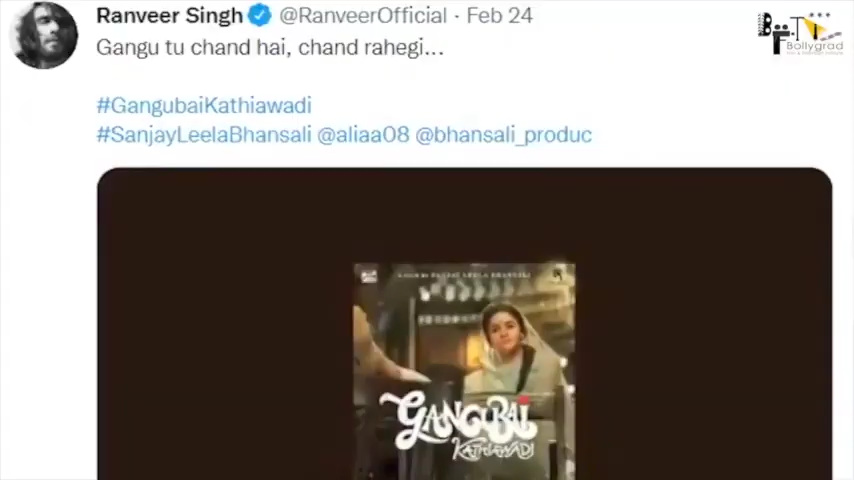 Ranveer Singh @RanveerOfficial · Feb 24
Gangu tu chand hai, chand rahegi...
#GangubaiKathiawadi
#SanjayLeelaBhansali @aliaa08 @bhansali_produc
GANGUBAI
KATHIAWADI
Bollygrad